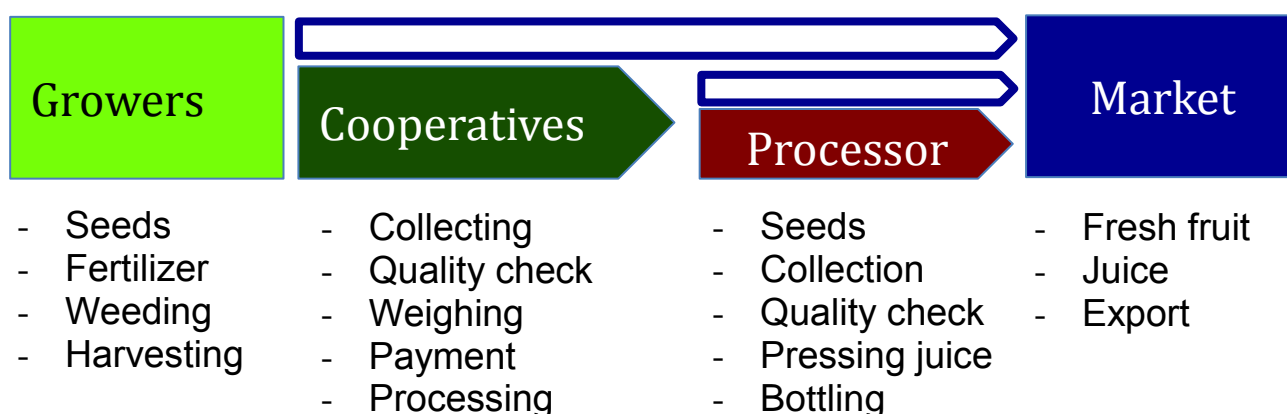 Growers
Cooperatives
Processor
Market
- Seeds
- Fertilizer
- Weeding
- Harvesting
- Collecting
- Quality check
- Weighing
- Payment
- Processing
- Seeds
- Collection
- Quality check
- Pressing juice
- Bottling
- Fresh fruit
- Juice
- Export